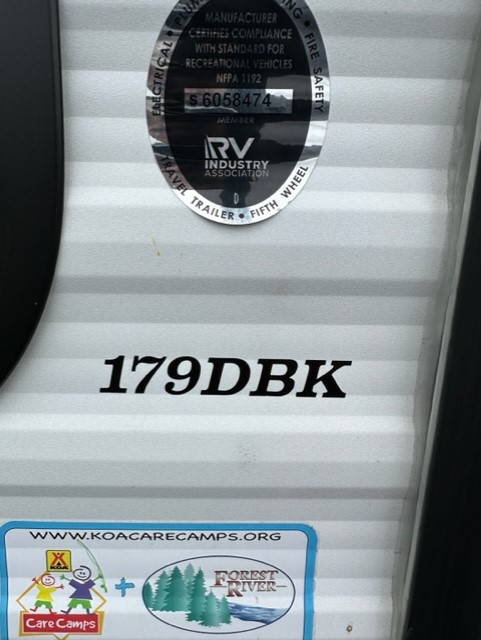 ELECTRICAL • PLUMBING • FIRE SAFETY
MANUFACTURER
CERTIFIES COMPLIANCE
WITH STANDARD FOR
RECREATIONAL VEHICLES
NFPA 1192
S 6058474
MEMBER
RV
INDUSTRY
ASSOCIATION
D
TRAVEL TRAILER • FIFTH WHEEL
179DBK
WWW.KOACARECAMPS.ORG
KOA
Care Camps
+
FOREST
RIVER